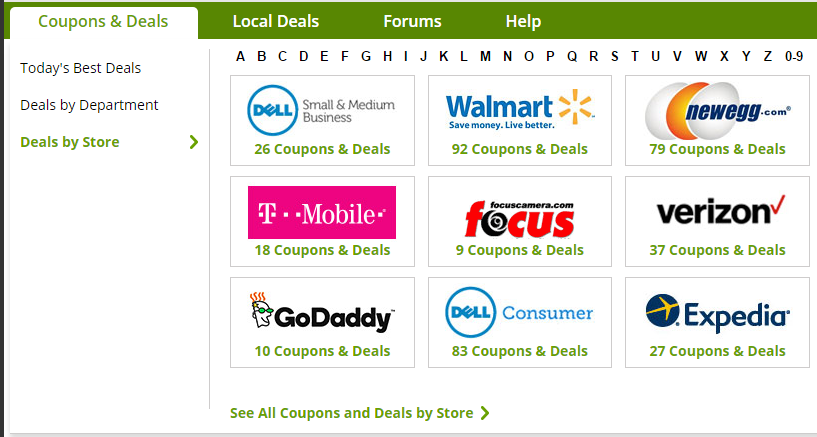 Coupons & Deals Local Deals Forums Help
Today's Best Deals
Deals by Department
Deals by Store
A B C D E F G H I J K L M N O P Q R S T U V W X Y Z 0-9
DELL Small & Medium
Business
26 Coupons & Deals
Walmart
Save money. Live better.
92 Coupons & Deals
newegg.com®
79 Coupons & Deals
T··Mobile·®
18 Coupons & Deals
focuscamera.com
focus
9 Coupons & Deals
verizon
37 Coupons & Deals
GoDaddy™
10 Coupons & Deals
DELL Consumer
83 Coupons & Deals
Expedia®
27 Coupons & Deals
See All Coupons and Deals by Store